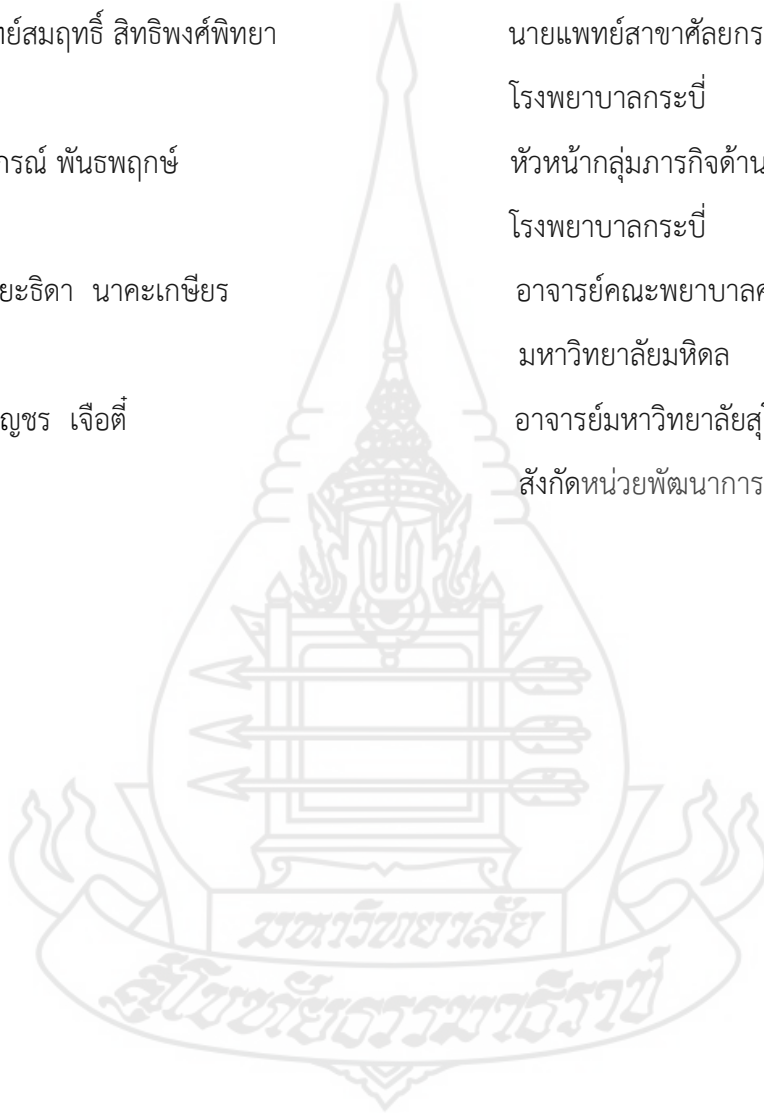 ทย์สมฤทธิ์ สิทธิพงศ์พิทยา นายแพทย์สาขาศัลยกร
โรงพยาบาลกระบี่
ภรณ์ พันธพฤกษ์ หัวหน้ากลุ่มภารกิจด้าน
โรงพยาบาลกระบี่
ยะธิดา นาคะเกษียร อาจารย์คณะพยาบาลศ
มหาวิทยาลัยมหิดล
ญชร เจือตี๋ อาจารย์มหาวิทยาลัยสุโ
สังกัดหน่วยพัฒนาการ
มหาวิทยาลัย
สุโขทัยธรรมาธิราช